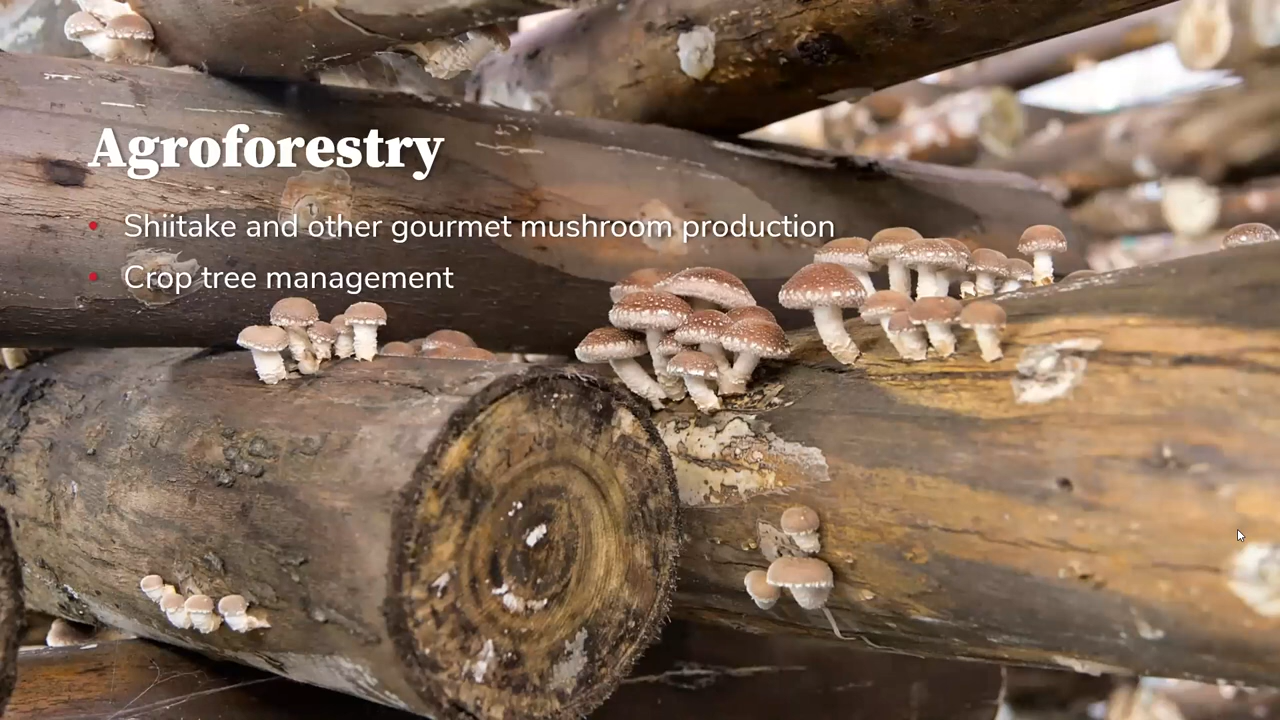 Agroforestry
• Shiitake and other gourmet mushroom production
• Crop tree management